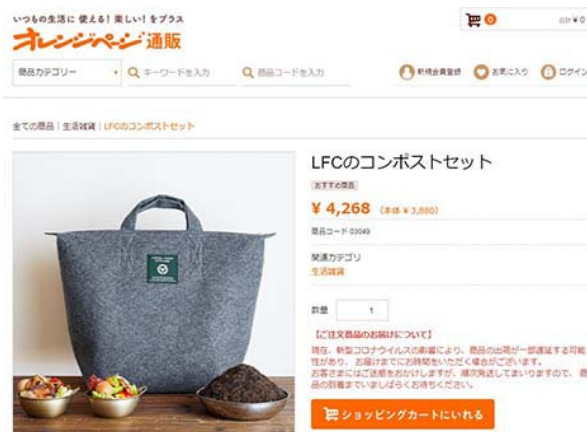 いつもの生活に 使える! 楽しい! をプラス
オレンジページ通販
0
合計¥0
商品カテゴリー
キーワードを入力
商品コードを入力
新規会員登録
お気に入り
ログイン
全ての商品 | 生活雑貨 | LFCのコンポストセット
LFCのコンポストセット
おすすめ商品
¥ 4,268 (本体 ¥ 3,880)
商品コード 03049
関連カテゴリ
生活雑貨
数量 1
【ご注文商品のお届けについて】
現在、新型コロナウイルスの影響により、商品の出荷が一部遅延する可能
性があり、お届けまでにお時間をいただく場合がございます。
お客さまにはご迷惑をおかけしますが、順次発送してまいりますので、商
品の到着までいましばらくお待ちください。
ショッピングカートにいれる